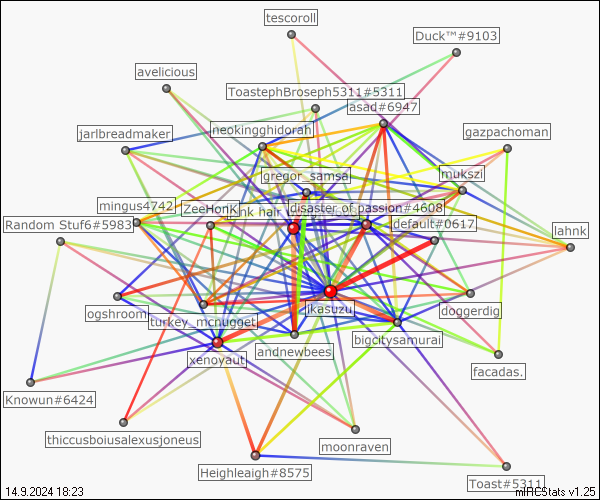 tescoroll
Duck™#9103
avelicious
ToastephBroseph5311#5311
asad#6947
jarlbreadmaker
neokingghidorah
gazpachoman
gregor_samsa
mukszi
mingus4742
ZeeHonk
nk hair
disaster of passion#4608
Random Stuf6#5983
default#0617
lahnk
jkasuzu
ogshroom
turkey_mcnugget
doggerdig
andnewbees
bigcitysamurai
xenoyaut
facadas.
Knowun#6424
thiccusboiusalexusjoneus
moonraven
Heighleaigh#8575
Toast#5311
14.9.2024 18:23
mIRCStats v1.25